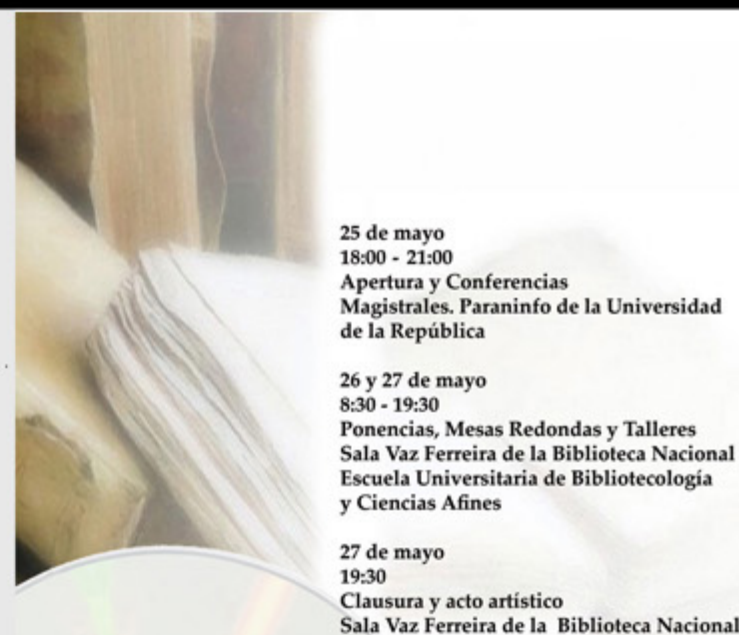 25 de mayo
18:00 - 21:00
Apertura y Conferencias
Magistrales. Paraninfo de la Universidad
de la República
26 y 27 de mayo
8:30 - 19:30
Ponencias, Mesas Redondas y Talleres
Sala Vaz Ferreira de la Biblioteca Nacional
Escuela Universitaria de Bibliotecología
y Ciencias Afines
27 de mayo
19:30
Clausura y acto artístico
Sala Vaz Ferreira de la Biblioteca Nacional